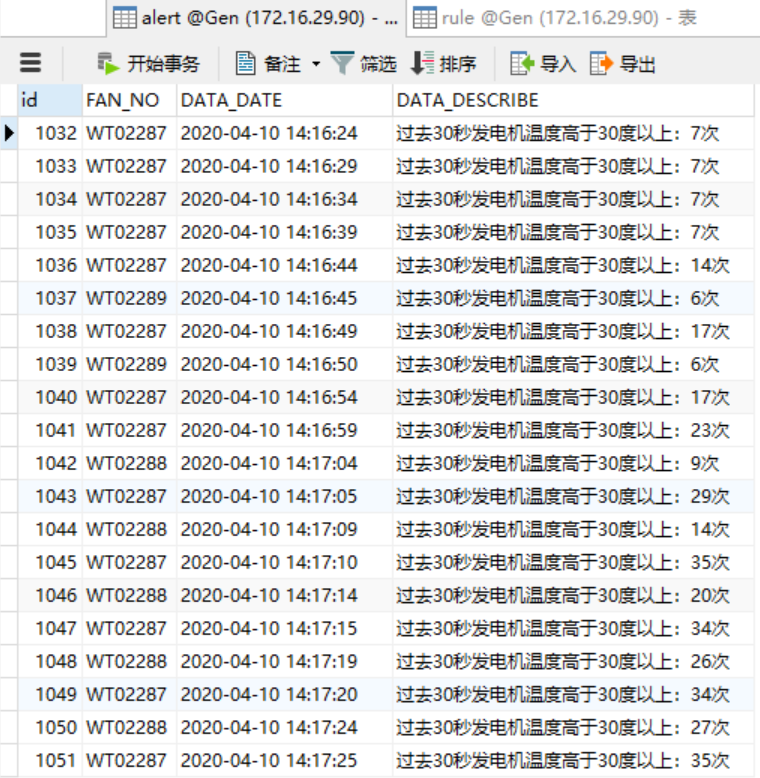 alert @Gen (172.16.29.90) - ... rule @Gen (172.16.29.90) - 表
开始事务 备注 筛选 排序 导入 导出
id FAN_NO DATA_DATE DATA_DESCRIBE
1032 WT02287 2020-04-10 14:16:24 过去30秒发电机温度高于30度以上：7次
1033 WT02287 2020-04-10 14:16:29 过去30秒发电机温度高于30度以上：7次
1034 WT02287 2020-04-10 14:16:34 过去30秒发电机温度高于30度以上：7次
1035 WT02287 2020-04-10 14:16:39 过去30秒发电机温度高于30度以上：7次
1036 WT02287 2020-04-10 14:16:44 过去30秒发电机温度高于30度以上：14次
1037 WT02289 2020-04-10 14:16:45 过去30秒发电机温度高于30度以上：6次
1038 WT02287 2020-04-10 14:16:49 过去30秒发电机温度高于30度以上：17次
1039 WT02289 2020-04-10 14:16:50 过去30秒发电机温度高于30度以上：6次
1040 WT02287 2020-04-10 14:16:54 过去30秒发电机温度高于30度以上：17次
1041 WT02287 2020-04-10 14:16:59 过去30秒发电机温度高于30度以上：23次
1042 WT02288 2020-04-10 14:17:04 过去30秒发电机温度高于30度以上：9次
1043 WT02287 2020-04-10 14:17:05 过去30秒发电机温度高于30度以上：29次
1044 WT02288 2020-04-10 14:17:09 过去30秒发电机温度高于30度以上：14次
1045 WT02287 2020-04-10 14:17:10 过去30秒发电机温度高于30度以上：35次
1046 WT02288 2020-04-10 14:17:14 过去30秒发电机温度高于30度以上：20次
1047 WT02287 2020-04-10 14:17:15 过去30秒发电机温度高于30度以上：34次
1048 WT02288 2020-04-10 14:17:19 过去30秒发电机温度高于30度以上：26次
1049 WT02287 2020-04-10 14:17:20 过去30秒发电机温度高于30度以上：34次
1050 WT02288 2020-04-10 14:17:24 过去30秒发电机温度高于30度以上：27次
1051 WT02287 2020-04-10 14:17:25 过去30秒发电机温度高于30度以上：35次